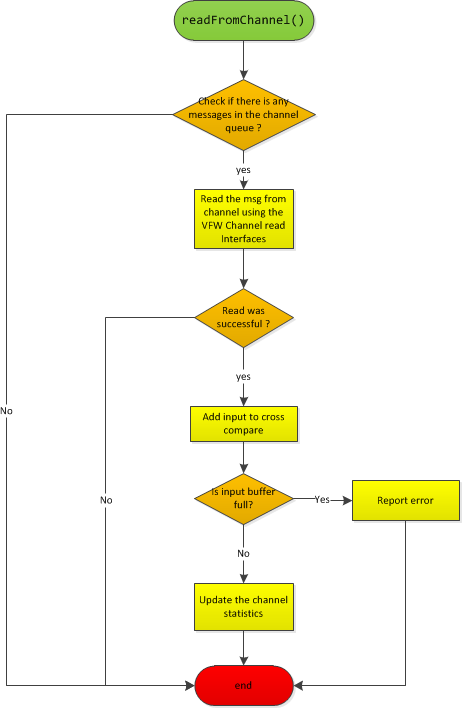 readFromChannel()
Check if there is any
messages in the channel
queue ?
yes
Read the msg from
channel using the
VFW Channel read
Interfaces
Read was
successful ?
yes
No
Add input to cross
compare
Is input buffer
full?
Yes
Report error
No
No
Update the channel
statistics
end